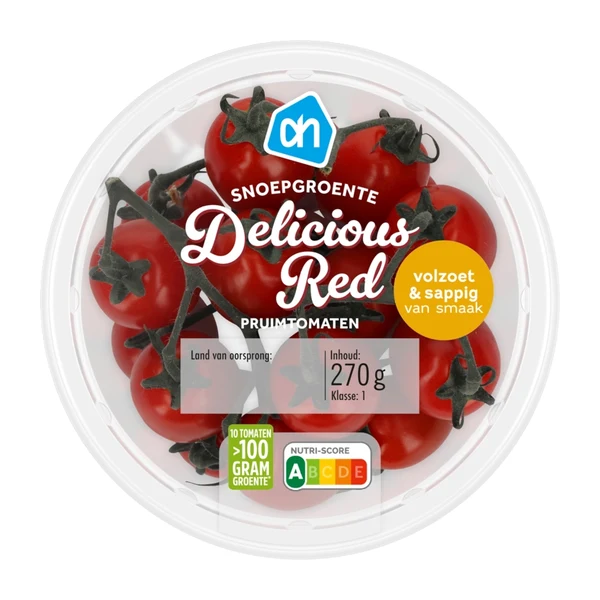 ah
SNOEPGROENTE
Delicious
Red
PRUIMTOMATEN
volzoet
& sappig
van smaak
Land van oorsprong:
Inhoud:
270 g
Klasse: 1
10 TOMATEN
>100
GRAM
GROENTE*
NUTRI-SCORE
A B C D E